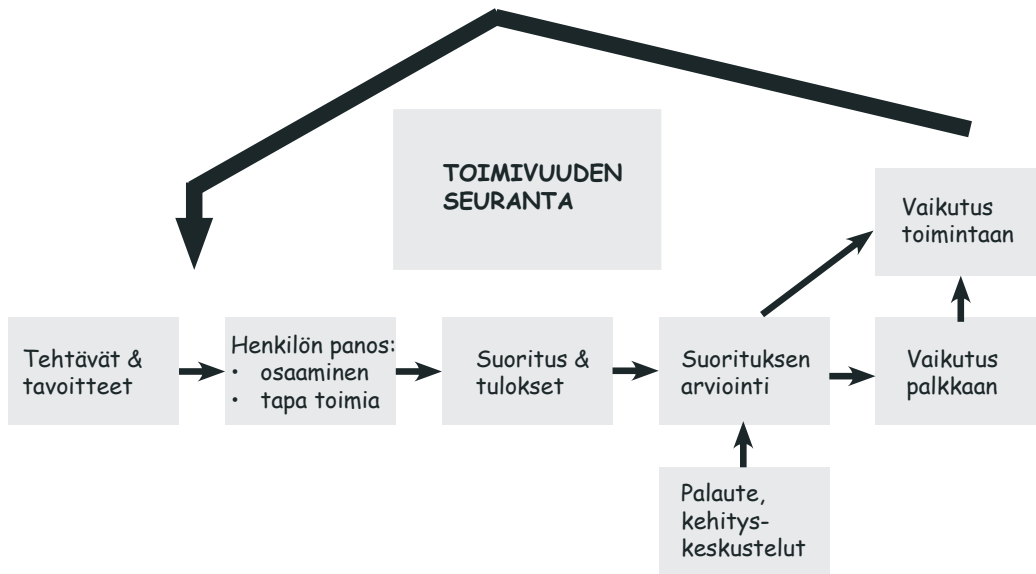 TOIMIVUUDEN
SEURANTA
Vaikutus
toimintaan
Tehtävät &
tavoitteet
Henkilön panos:
• osaaminen
• tapa toimia
Suoritus &
tulokset
Suorituksen
arviointi
Vaikutus
palkkaan
Palaute,
kehitys-
keskustelut